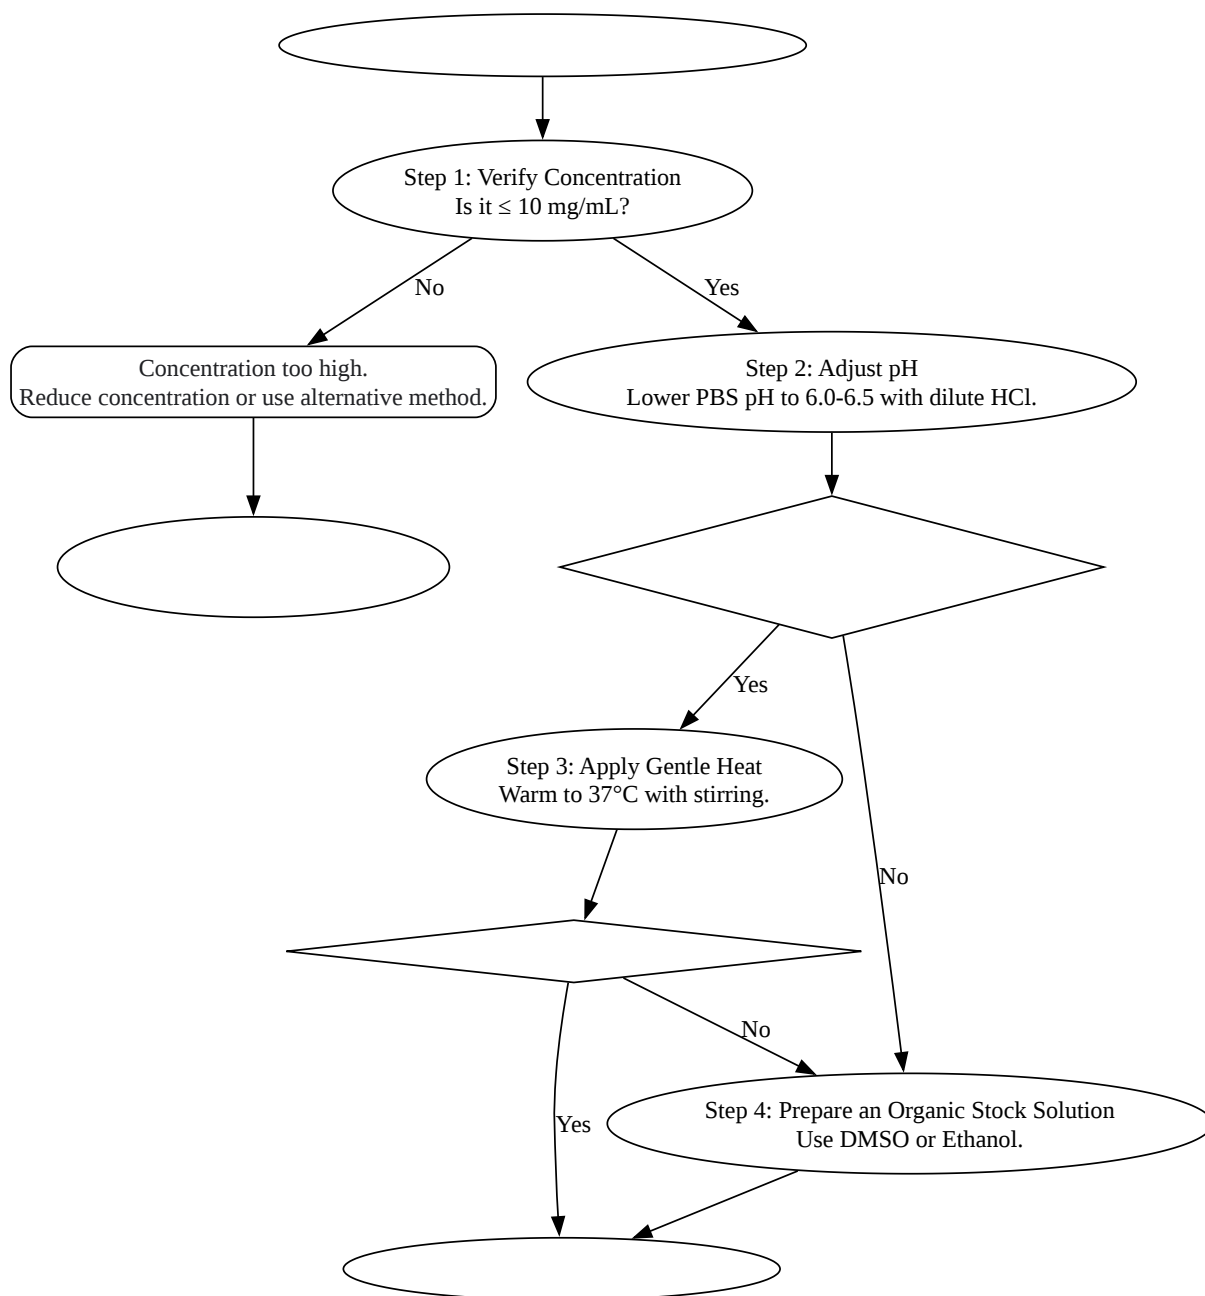 Step 1: Verify Concentration
Is it ≤ 10 mg/mL?
No
Yes
Concentration too high.
Reduce concentration or use alternative method.
Step 2: Adjust pH
Lower PBS pH to 6.0-6.5 with dilute HCl.
Yes
Step 3: Apply Gentle Heat
Warm to 37°C with stirring.
No
No
Step 4: Prepare an Organic Stock Solution
Use DMSO or Ethanol.
Yes